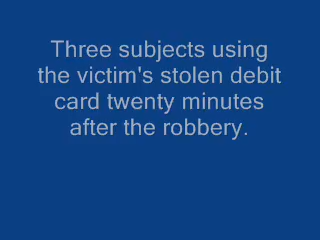 Three subjects using
the victim's stolen debit
card twenty minutes
after the robbery.